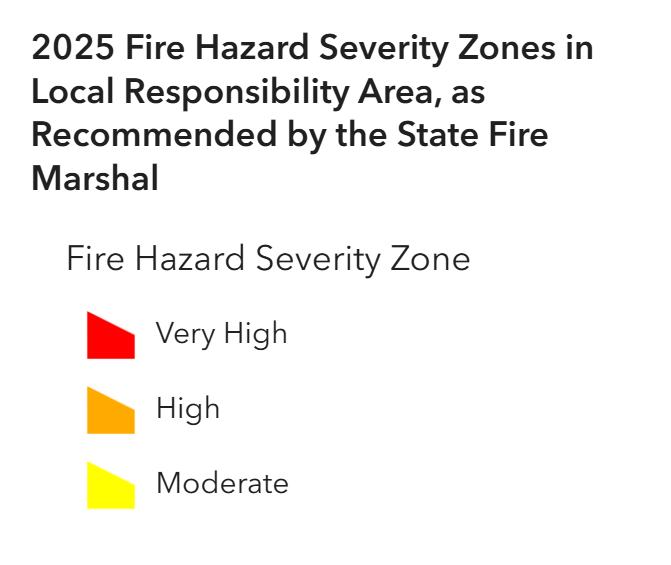 2025 Fire Hazard Severity Zones in
Local Responsibility Area, as
Recommended by the State Fire
Marshal
Fire Hazard Severity Zone
Very High
High
Moderate